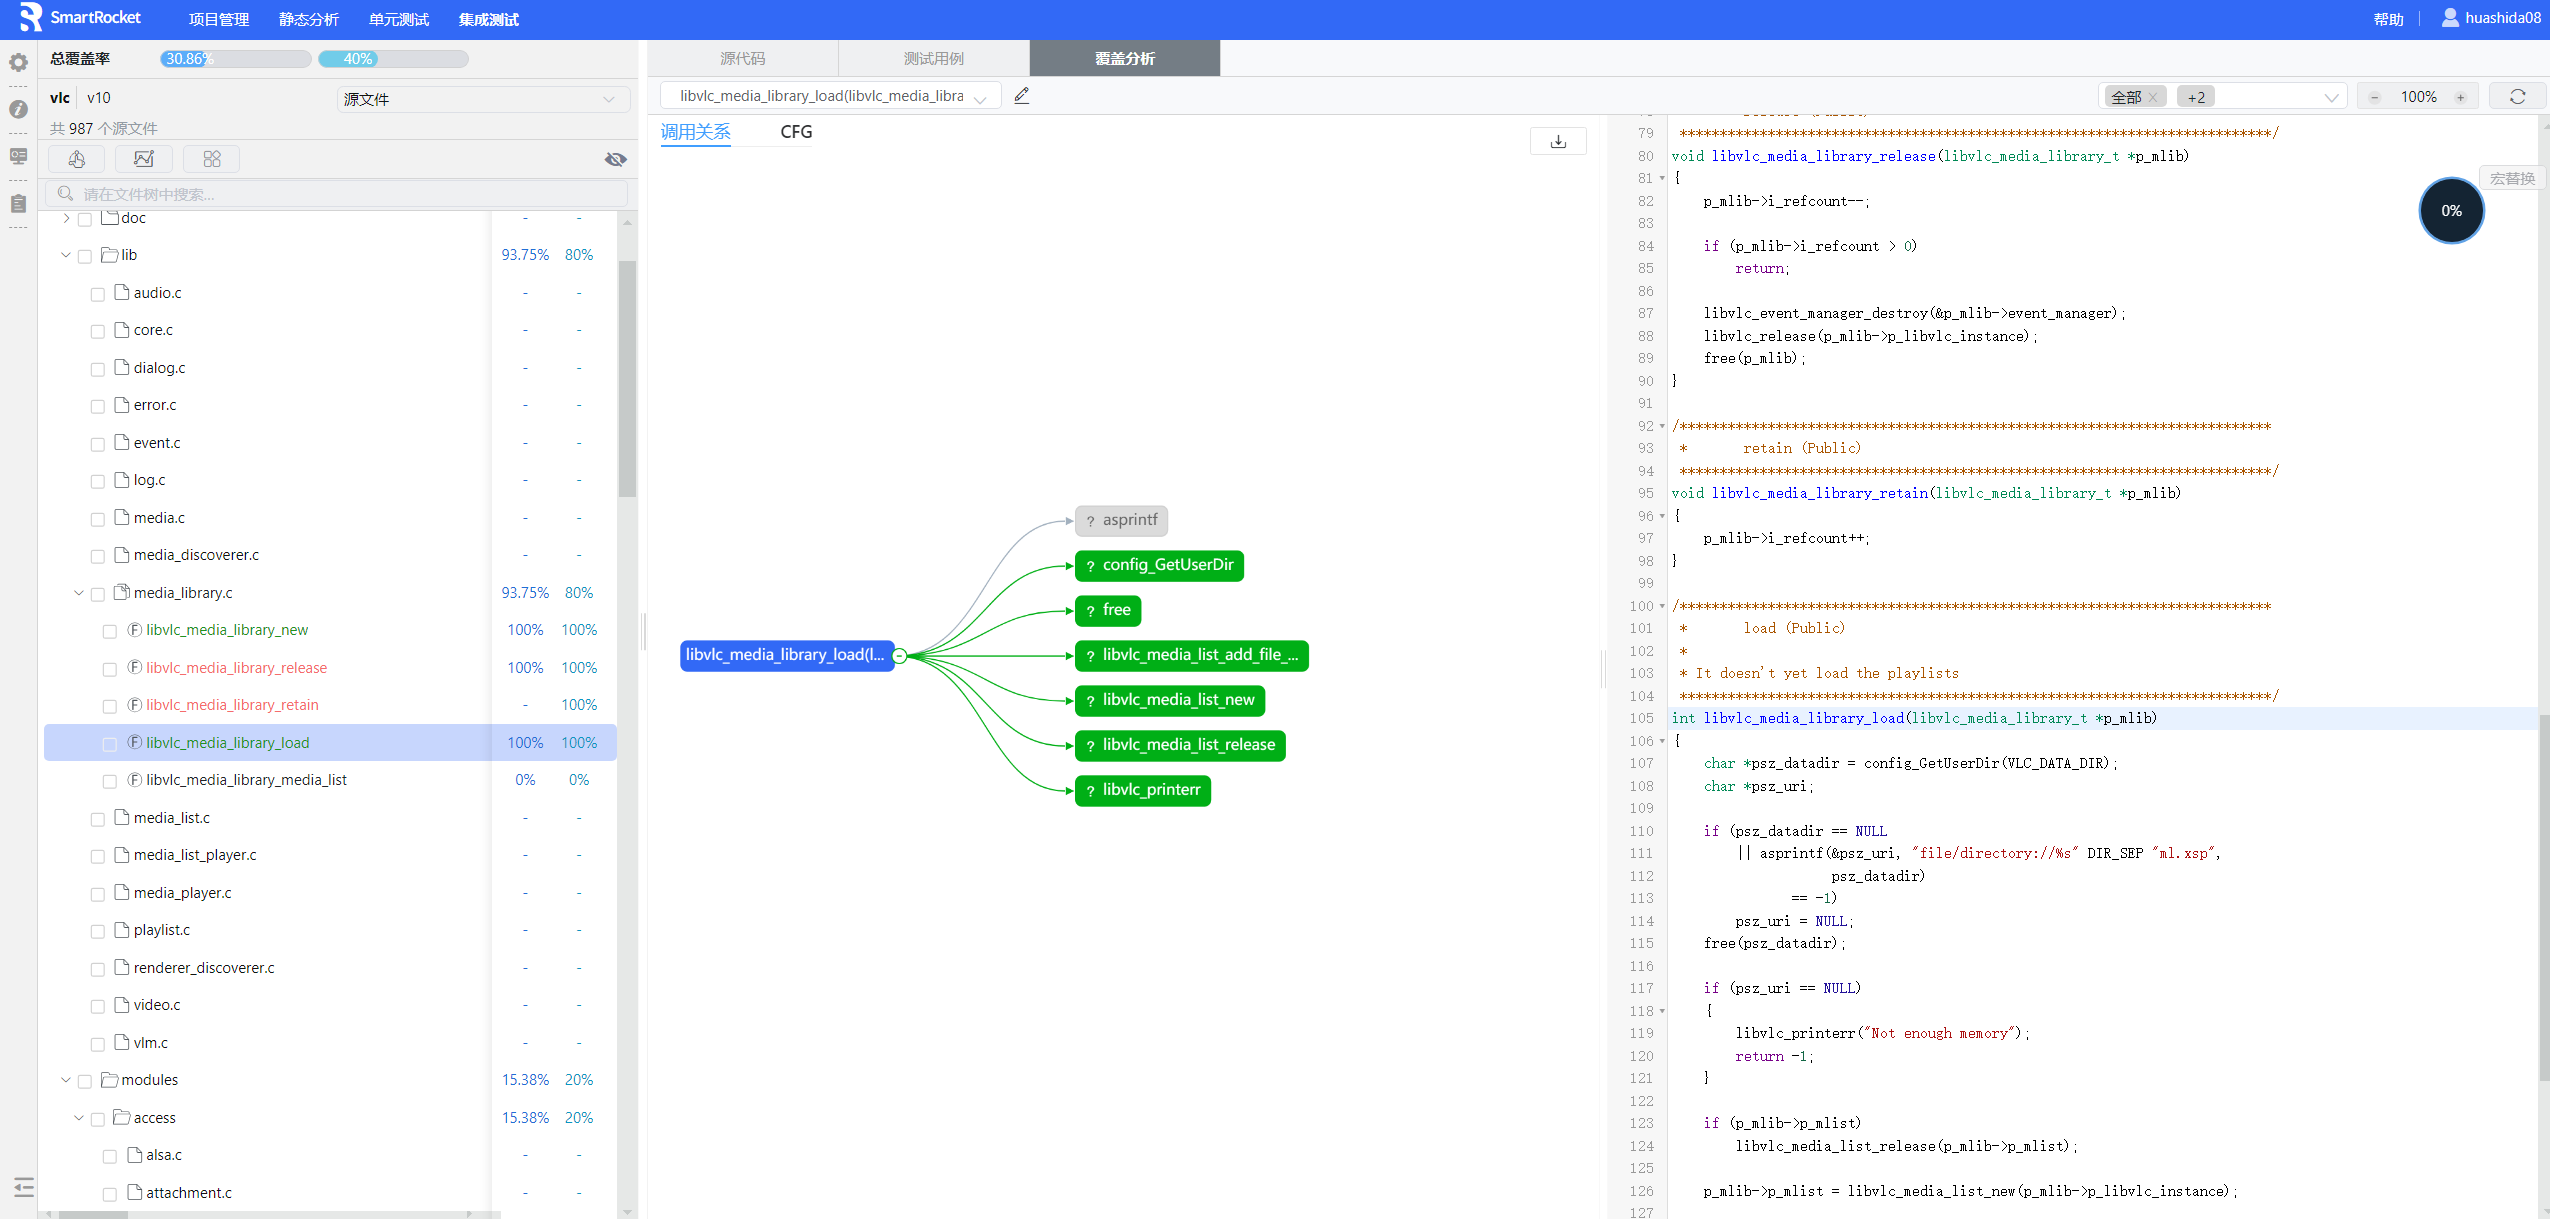 SmartRocket 项目管理 静态分析 单元测试 集成测试 帮助 huashida08
总覆盖率 30.86% 40%
vlc v10 源文件
共 987 个源文件
请在文件树中搜索...
doc - -
lib 93.75% 80%
audio.c - -
core.c - -
dialog.c - -
error.c - -
event.c - -
log.c - -
media.c - -
media_discoverer.c - -
media_library.c 93.75% 80%
libvlc_media_library_new 100% 100%
libvlc_media_library_release 100% 100%
libvlc_media_library_retain - 100%
libvlc_media_library_load 100% 100%
libvlc_media_library_media_list 0% 0%
media_list.c - -
media_list_player.c - -
media_player.c - -
playlist.c - -
renderer_discoverer.c - -
video.c - -
vlm.c - -
modules 15.38% 20%
access 15.38% 20%
alsa.c - -
attachment.c - -
源代码 测试用例 覆盖分析
libvlc_media_library_load(libvlc_media_libra
全部 × +2 100%
调用关系 CFG
libvlc_media_library_load(l...
? asprintf
? config_GetUserDir
? free
? libvlc_media_list_add_file_...
? libvlc_media_list_new
? libvlc_media_list_release
? libvlc_printerr
宏替换
0%
79 **************************************************************************/
80 void libvlc_media_library_release(libvlc_media_library_t *p_mlib)
81 {
82 p_mlib->i_refcount--;
83
84 if (p_mlib->i_refcount > 0)
85 return;
86
87 libvlc_event_manager_destroy(&p_mlib->event_manager);
88 libvlc_release(p_mlib->p_libvlc_instance);
89 free(p_mlib);
90 }
91
92 /**************************************************************************
93 * retain (Public)
94 **************************************************************************/
95 void libvlc_media_library_retain(libvlc_media_library_t *p_mlib)
96 {
97 p_mlib->i_refcount++;
98 }
99
100 /**************************************************************************
101 * load (Public)
102 *
103 * It doesn't yet load the playlists
104 **************************************************************************/
105 int libvlc_media_library_load(libvlc_media_library_t *p_mlib)
106 {
107 char *psz_datadir = config_GetUserDir(VLC_DATA_DIR);
108 char *psz_uri;
109
110 if (psz_datadir == NULL
111 || asprintf(&psz_uri, "file/directory://%s" DIR_SEP "ml.xsp",
112 psz_datadir)
113 == -1)
114 psz_uri = NULL;
115 free(psz_datadir);
116
117 if (psz_uri == NULL)
118 {
119 libvlc_printerr("Not enough memory");
120 return -1;
121 }
122
123 if (p_mlib->p_mlist)
124 libvlc_media_list_release(p_mlib->p_mlist);
125
126 p_mlib->p_mlist = libvlc_media_list_new(p_mlib->p_libvlc_instance);
127